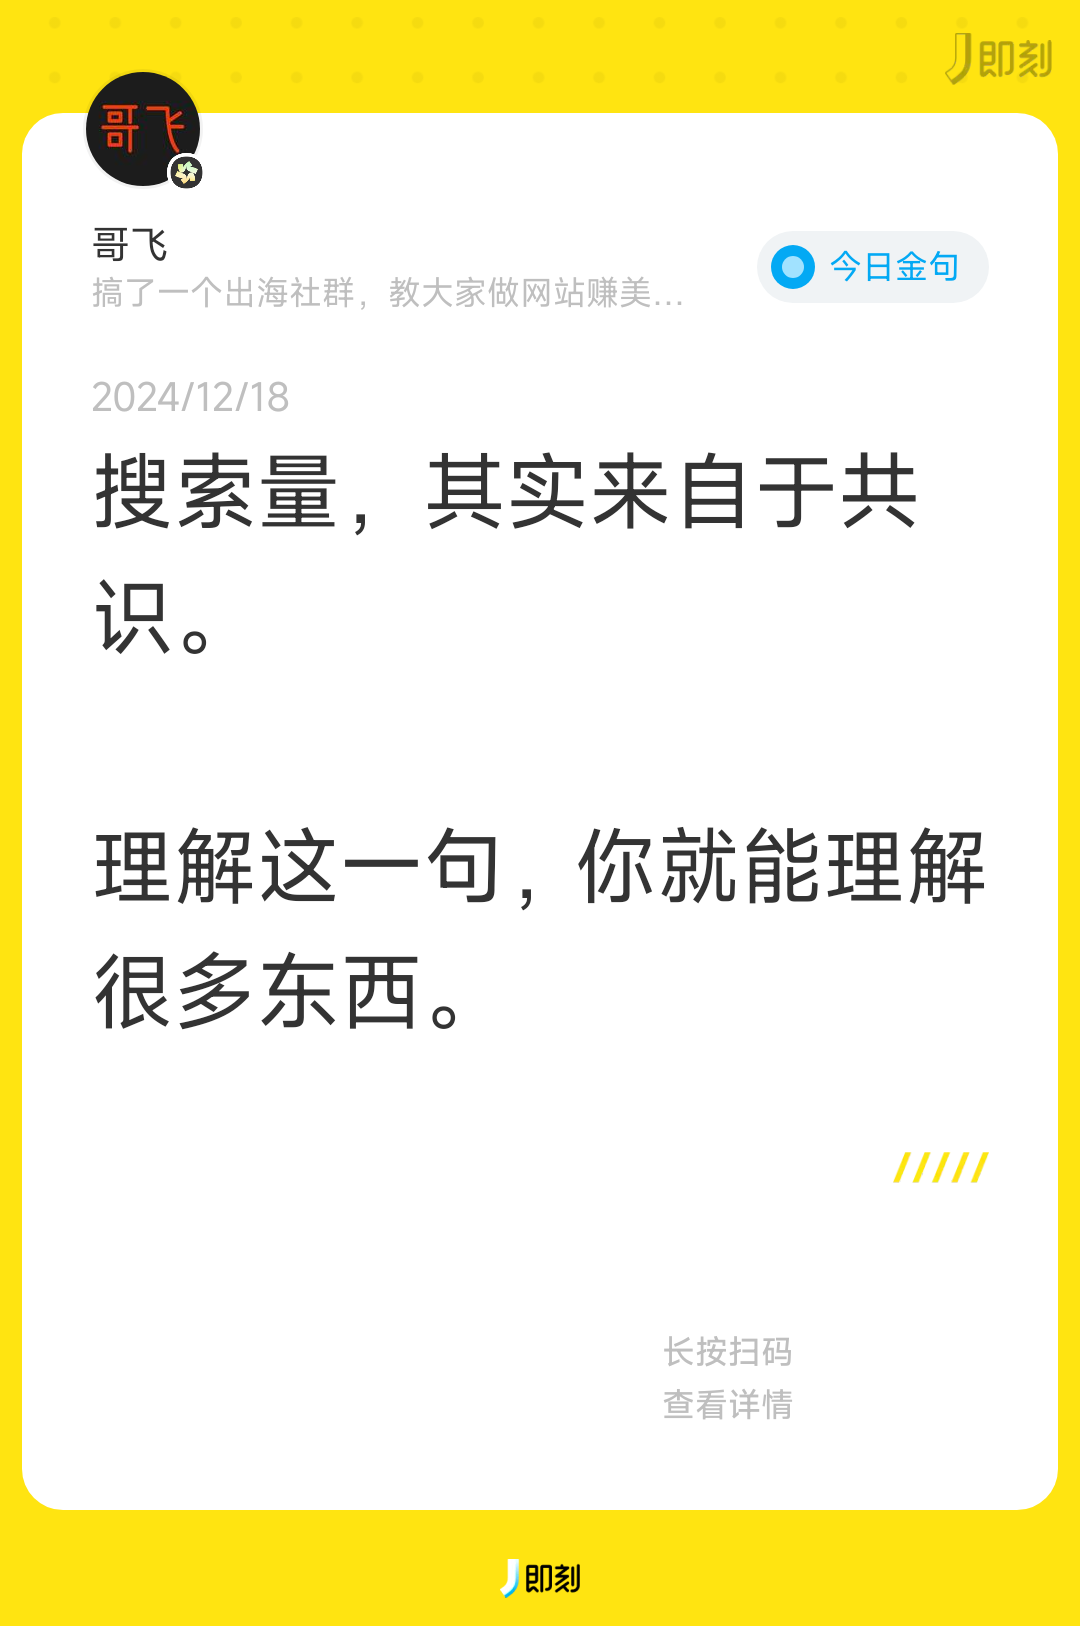 即刻
哥飞
哥飞
搞了一个出海社群，教大家做网站赚美...
今日金句
2024/12/18
搜索量，其实来自于共
识。
理解这一句，你就能理解
很多东西。
长按扫码
查看详情
即刻